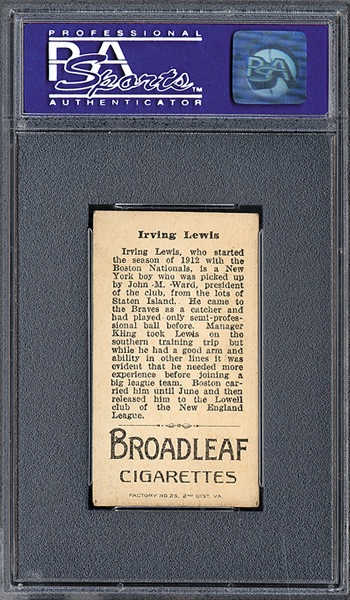 PROFESSIONAL
PSA
Sports™
AUTHENTICATOR
PSA
Irving Lewis
Irving Lewis, who started
the season of 1912 with the
Boston Nationals, is a New
York boy who was picked up
by John -M. -Ward, president
of the club, from the lots of
Staten Island. He came to
the Braves as a catcher and
had played only semi-profes-
sional ball before. Manager
Kling took Lewis on the
southern training trip but
while he had a good arm and
ability in other lines it was
evident that he needed more
experience before joining a
big league team. Boston car-
ried him until June and then
released him to the Lowell
club of the New England
League.
BROADLEAF
CIGARETTES
FACTORY NO. 25, 2ND DIST. VA.